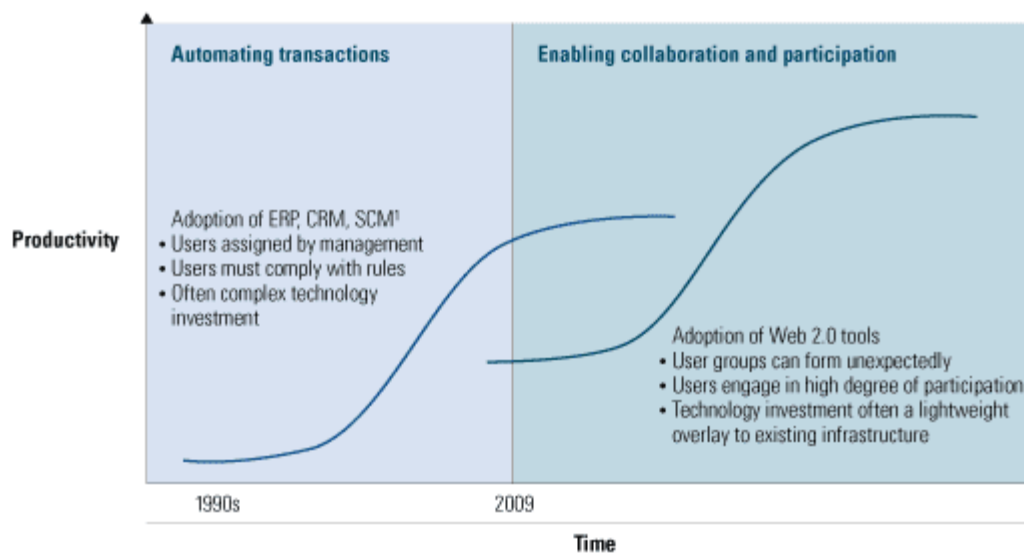 Automating transactions
Enabling collaboration and participation
Productivity
Adoption of ERP, CRM, SCM¹
• Users assigned by management
• Users must comply with rules
• Often complex technology
investment
Adoption of Web 2.0 tools
• User groups can form unexpectedly
• Users engage in high degree of participation
• Technology investment often a lightweight
overlay to existing infrastructure
1990s
2009
Time